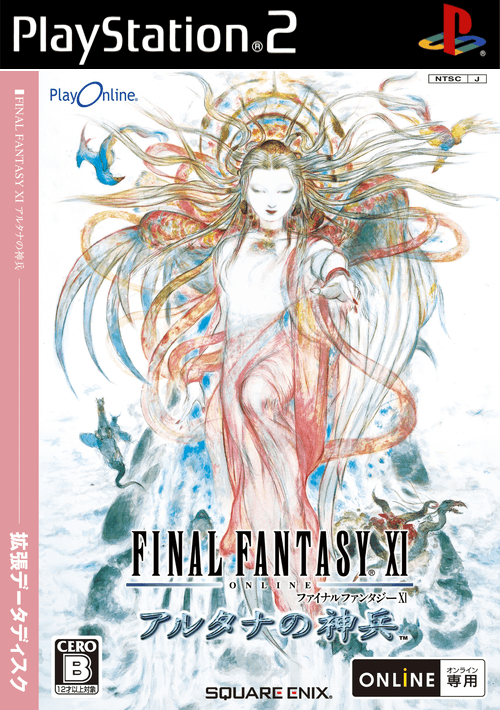 PlayStation®2
NTSC J
PlayOnline®
■FINAL FANTASY XI アルタナの神兵
拡張データディスク
FINAL FANTASY® XI
ONLINE
ファイナルファンタジーXI
アルタナの神兵™
CERO
B
12才以上対象
SQUARE ENIX®
ONLINE
オンライン
専用